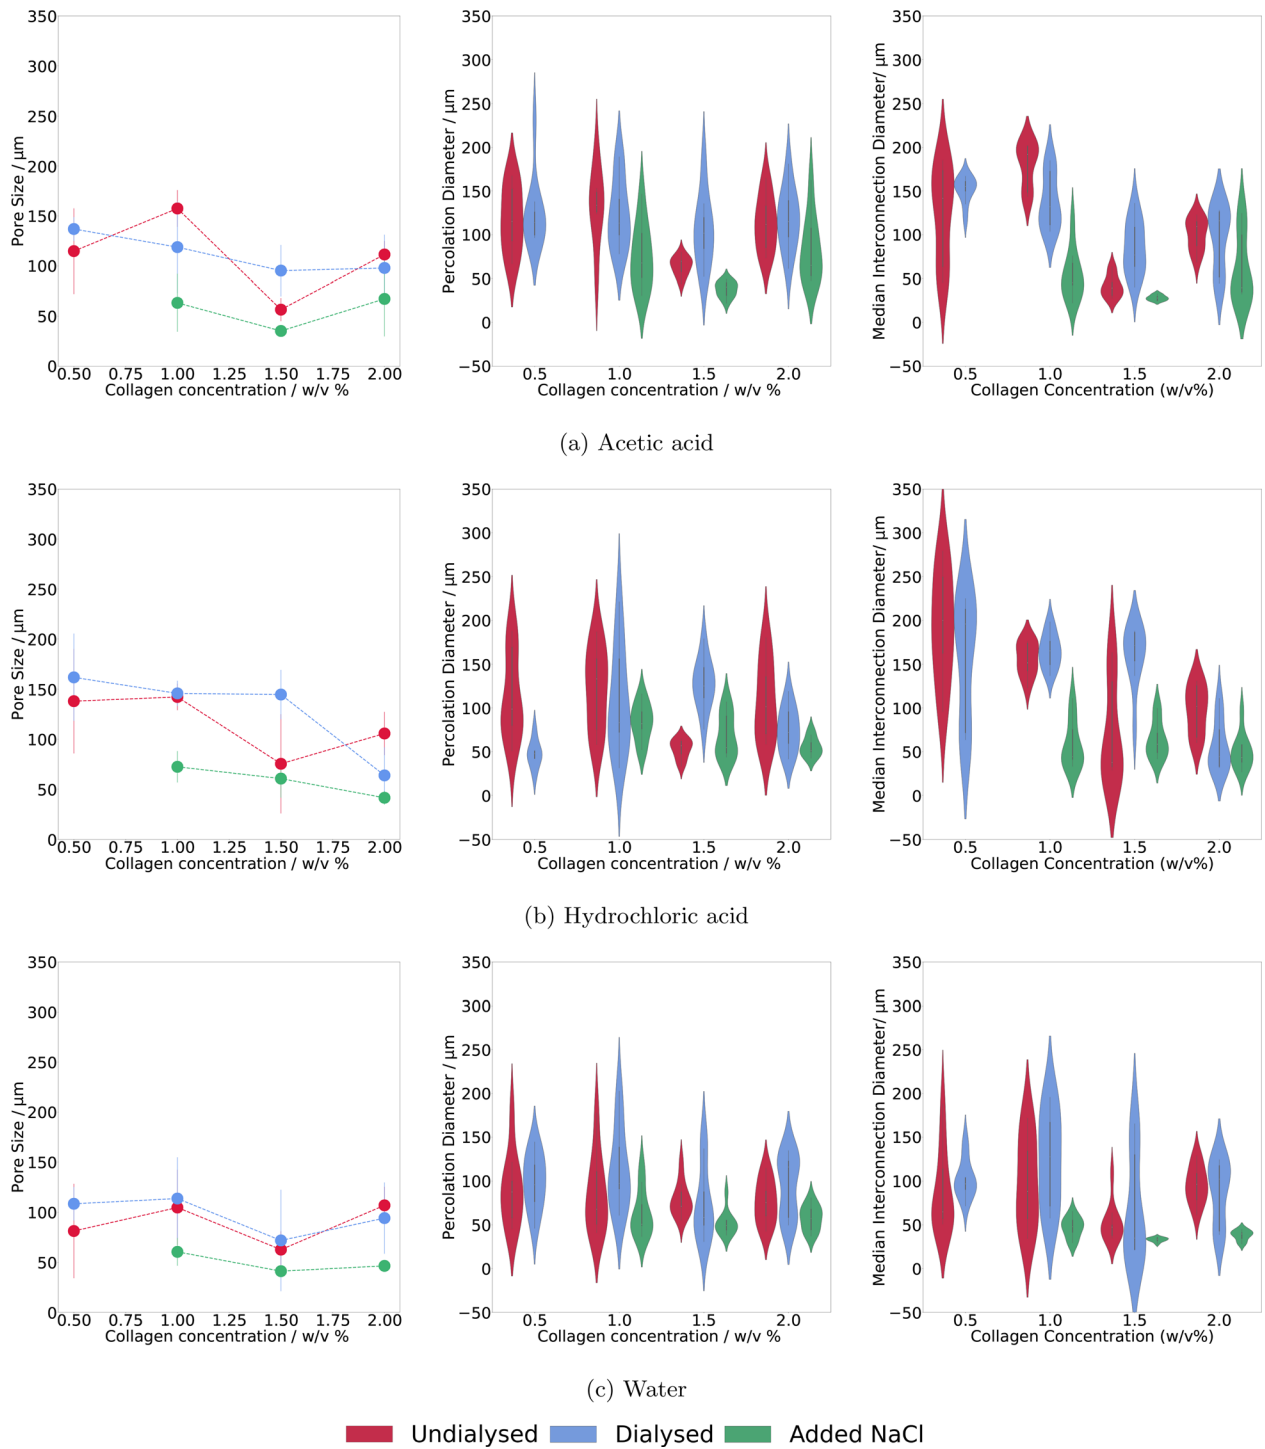 350
300
250
200
150
100
50
0
Pore Size / μm
0.50 0.75 1.00 1.25 1.50 1.75 2.00
Collagen concentration / w/v %
350
300
250
200
150
100
50
0
−50
Percolation Diameter / μm
0.5 1.0 1.5 2.0
Collagen concentration / w/v %
350
300
250
200
150
100
50
0
−50
Median Interconnection Diameter/ μm
0.5 1.0 1.5 2.0
Collagen Concentration (w/v%)
(a) Acetic acid
350
300
250
200
150
100
50
0
Pore Size / μm
0.50 0.75 1.00 1.25 1.50 1.75 2.00
Collagen concentration / w/v %
350
300
250
200
150
100
50
0
−50
Percolation Diameter / μm
0.5 1.0 1.5 2.0
Collagen concentration / w/v %
350
300
250
200
150
100
50
0
−50
Median Interconnection Diameter/ μm
0.5 1.0 1.5 2.0
Collagen Concentration (w/v%)
(b) Hydrochloric acid
350
300
250
200
150
100
50
0
Pore Size / μm
0.50 0.75 1.00 1.25 1.50 1.75 2.00
Collagen concentration / w/v %
350
300
250
200
150
100
50
0
−50
Percolation Diameter / μm
0.5 1.0 1.5 2.0
Collagen concentration / w/v %
350
300
250
200
150
100
50
0
−50
Median Interconnection Diameter/ μm
0.5 1.0 1.5 2.0
Collagen Concentration (w/v%)
(c) Water
Undialysed Dialysed Added NaCl